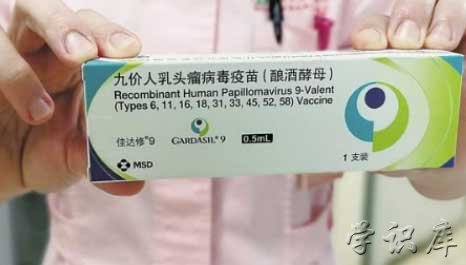 九价人乳头瘤病毒疫苗（酿酒酵母）
Recombinant Human Papillomavirus 9-Valent
(Types 6, 11, 16, 18, 31, 33, 45, 52, 58) Vaccine
佳达修®9
GARDASIL® 9
0.5mL
MSD
1支装
学识库